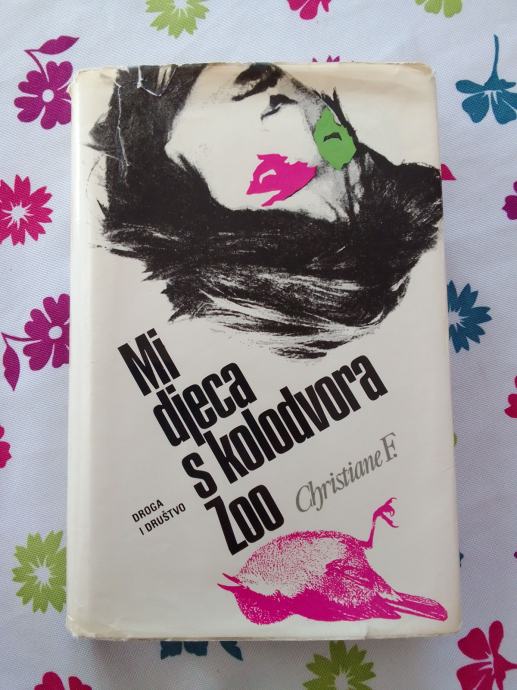 Mi
djeca
s kolodvora
Zoo
Christiane F.
DROGA
I DRUŠTVO